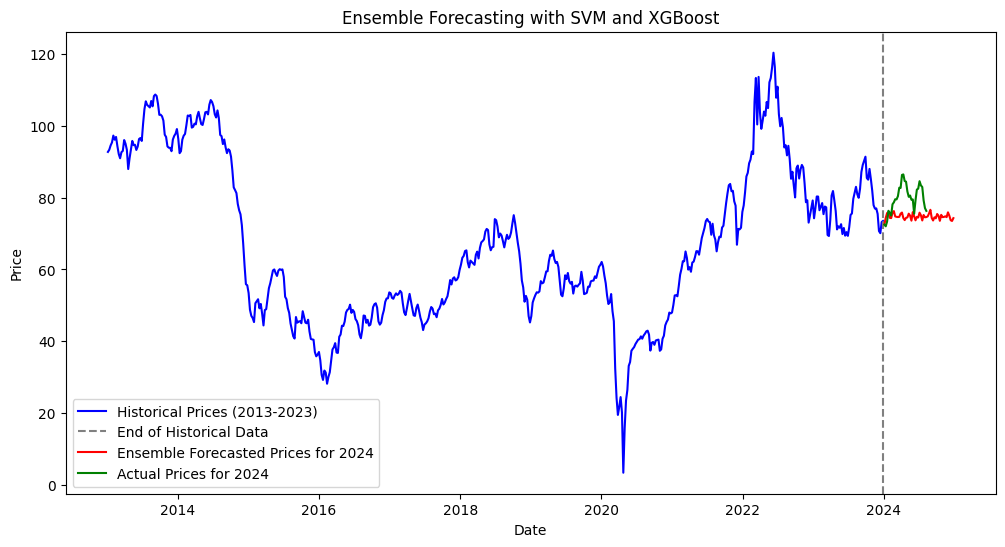 Ensemble Forecasting with SVM and XGBoost
Price
120
100
80
60
40
20
0
Historical Prices (2013-2023)
End of Historical Data
Ensemble Forecasted Prices for 2024
Actual Prices for 2024
2014 2016 2018 2020 2022 2024
Date